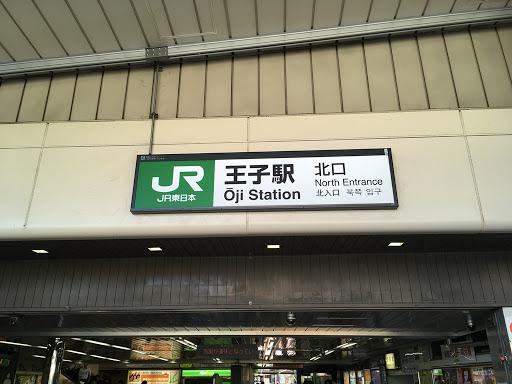 JR
JR東日本
王子駅
Ōji Station
北口
North Entrance
北入口 북쪽 입구